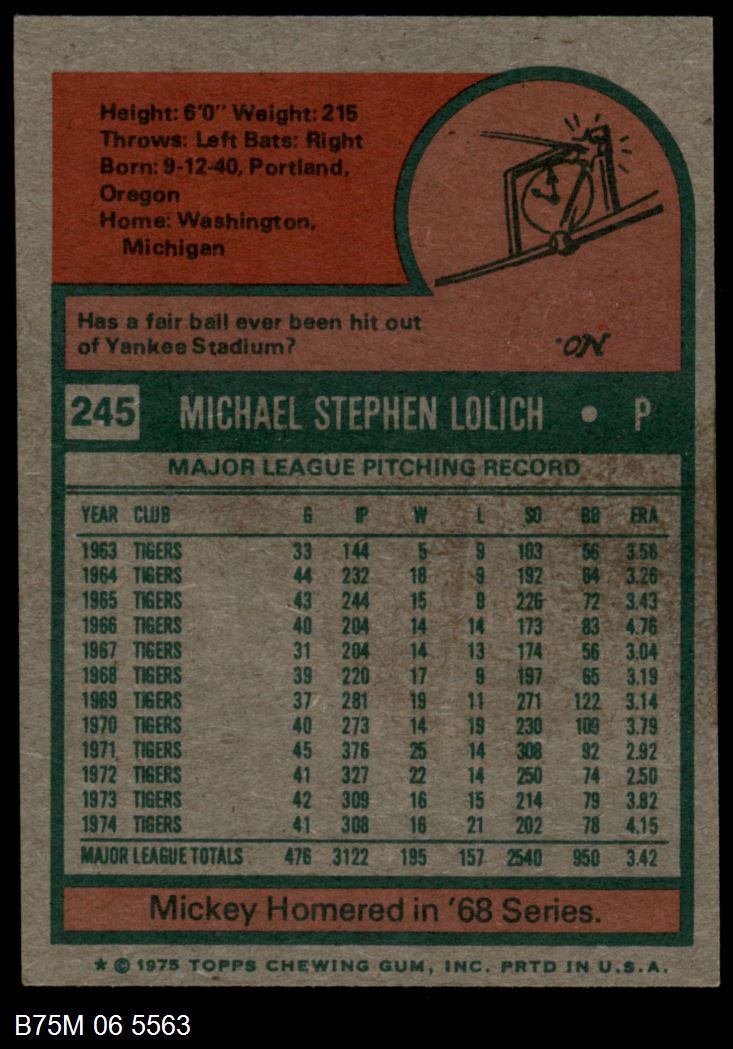 Height: 6'0" Weight: 215
Throws: Left Bats: Right
Born: 9-12-40, Portland,
Oregon
Home: Washington,
Michigan
Has a fair ball ever been hit out
of Yankee Stadium?
No.
245 MICHAEL STEPHEN LOLICH • P
MAJOR LEAGUE PITCHING RECORD
YEAR CLUB G IP W L SO BB ERA
1963 TIGERS 33 144 5 9 103 56 3.56
1964 TIGERS 44 232 18 9 192 64 3.26
1965 TIGERS 43 244 15 9 226 72 3.43
1966 TIGERS 40 204 14 14 173 83 4.76
1967 TIGERS 31 204 14 13 174 56 3.04
1968 TIGERS 39 220 17 9 197 65 3.19
1969 TIGERS 37 281 19 11 271 122 3.14
1970 TIGERS 40 273 14 19 230 109 3.79
1971 TIGERS 45 376 25 14 308 92 2.92
1972 TIGERS 41 327 22 14 250 74 2.50
1973 TIGERS 42 309 16 15 214 79 3.82
1974 TIGERS 41 308 16 21 202 78 4.15
MAJOR LEAGUE TOTALS 476 3122 195 157 2540 950 3.42
Mickey Homered in '68 Series.
* © 1975 TOPPS CHEWING GUM, INC. PRTD IN U.S.A.
B75M 06 5563